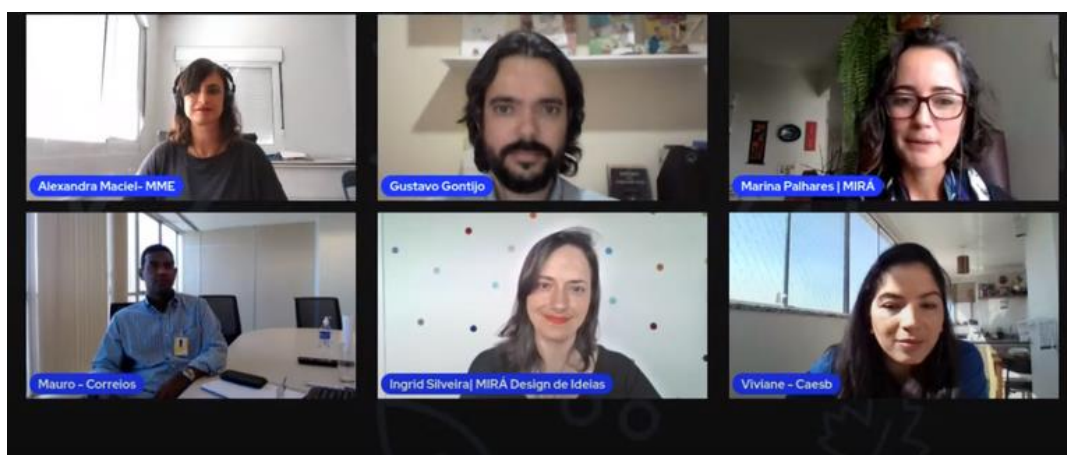 Alexandra Maciel- MME
Gustavo Gontijo
Marina Palhares | MIRÁ
Mauro - Correios
Ingrid Silveira| MIRÁ Design de Ideias
Viviane - Caesb